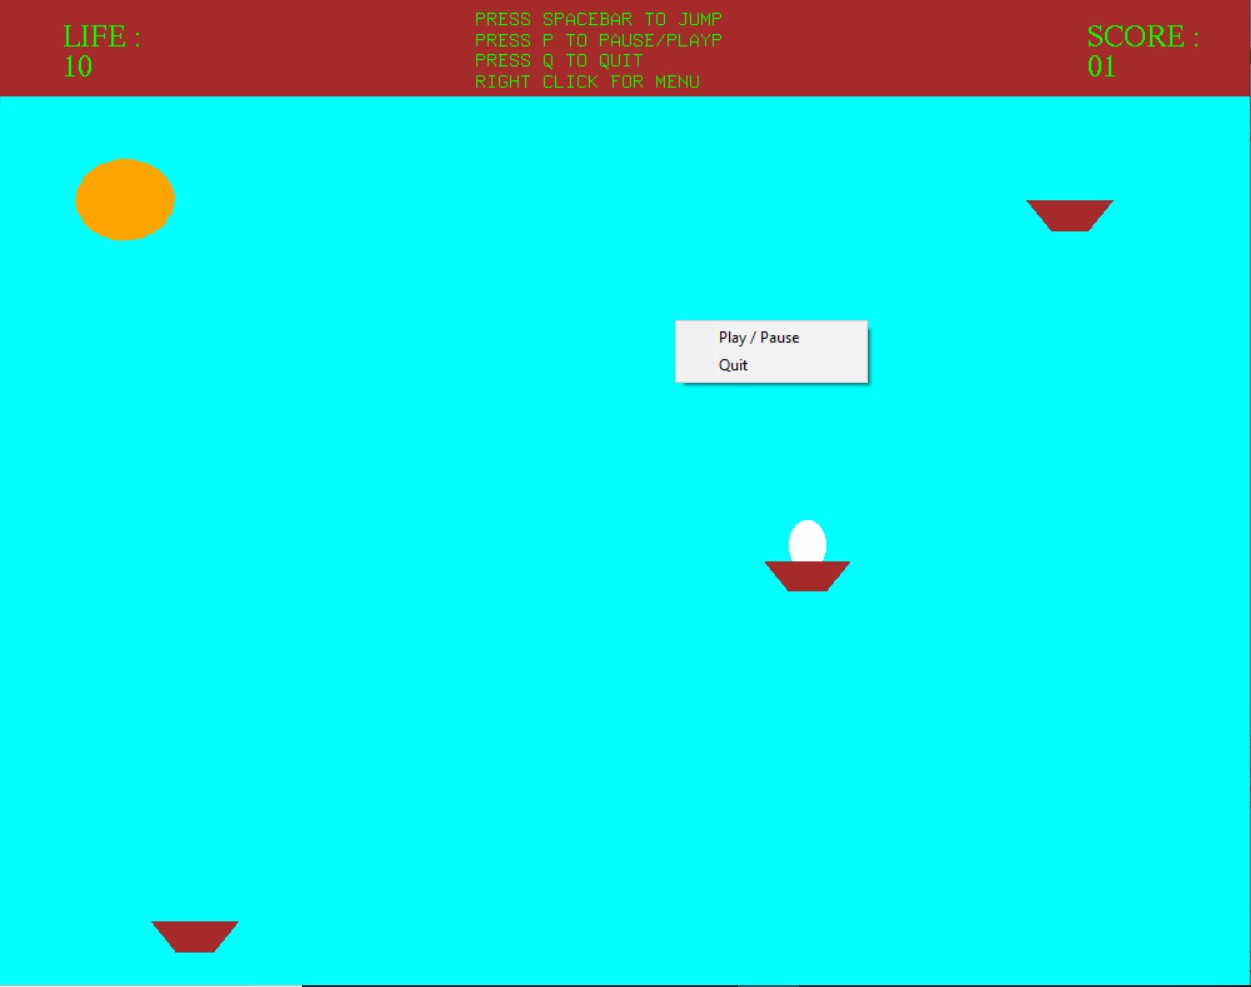 LIFE :
10
PRESS SPACEBAR TO JUMP
PRESS P TO PAUSE/PLAYP
PRESS Q TO QUIT
RIGHT CLICK FOR MENU
SCORE :
01
Play / Pause
Quit